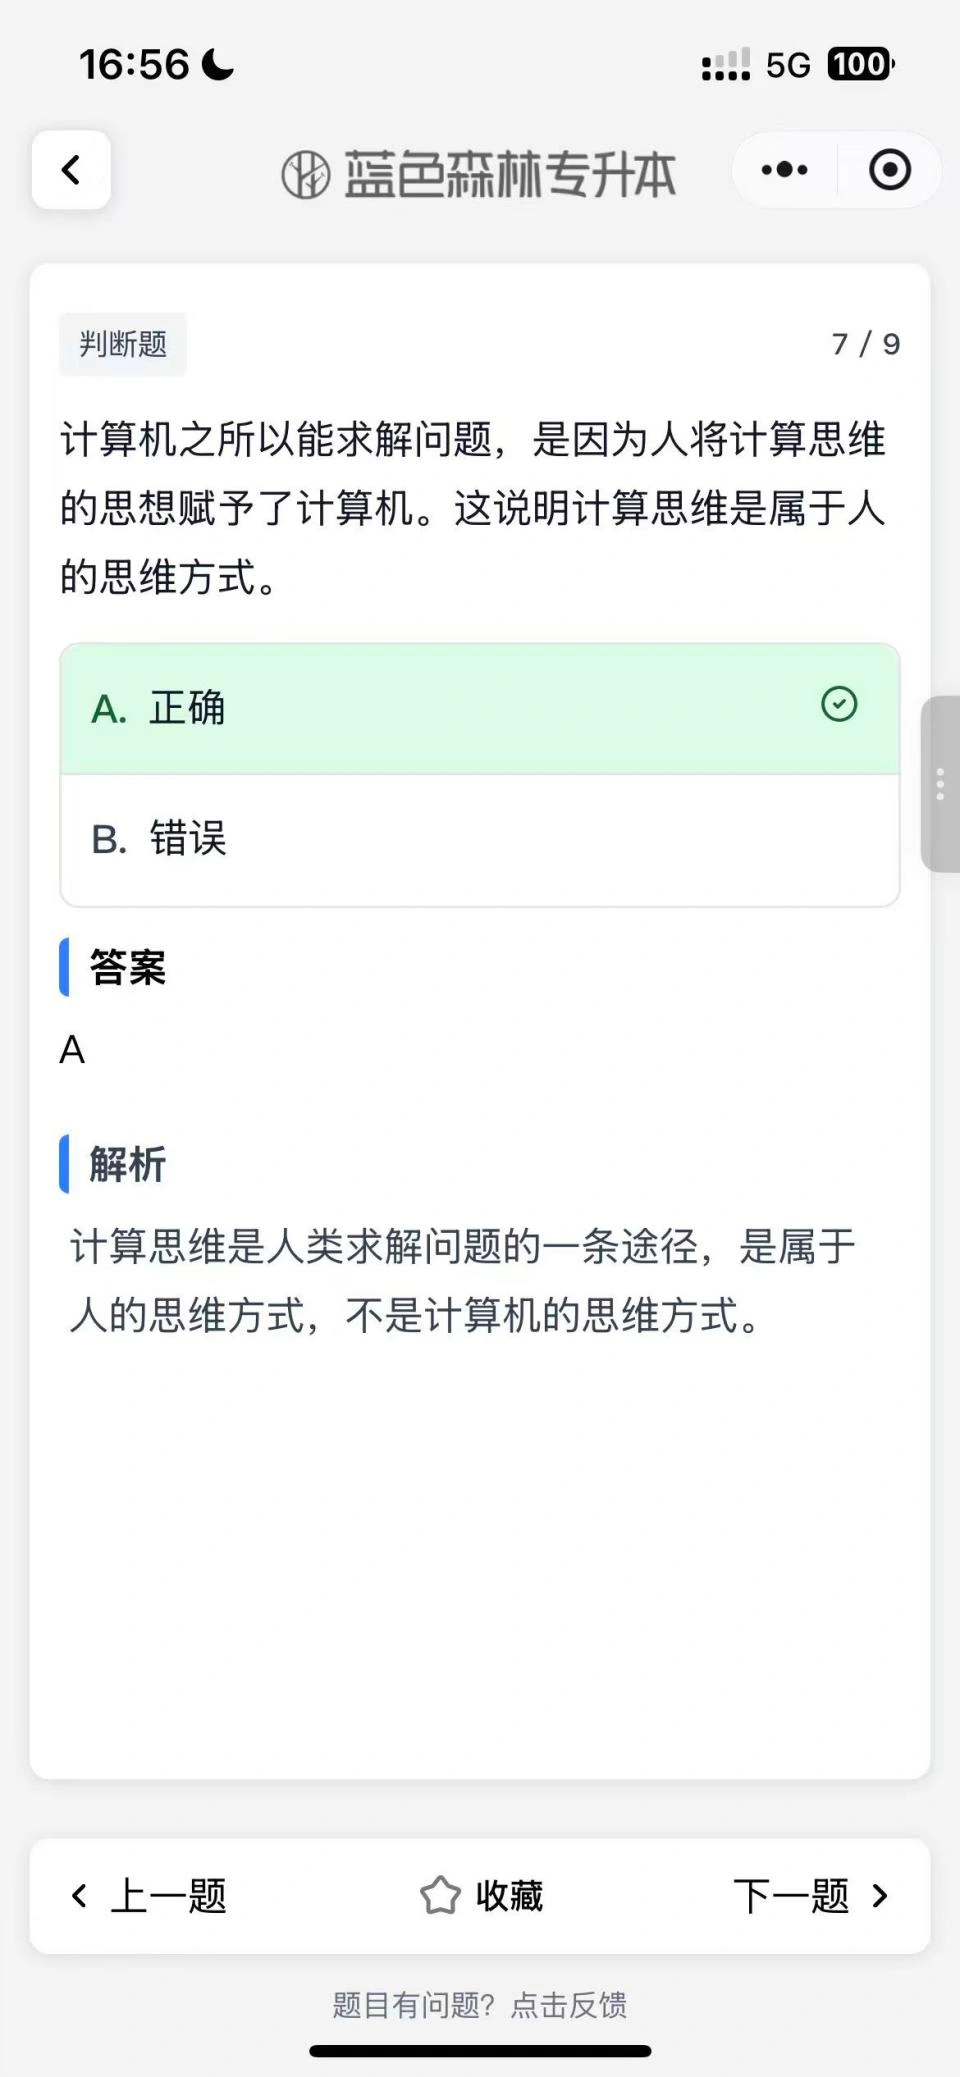 16:56
5G 100
蓝色森林专升本
判断题
7 / 9
计算机之所以能求解问题，是因为人将计算思维
的思想赋予了计算机。这说明计算思维是属于人
的思维方式。
A. 正确
B. 错误
答案
A
解析
计算思维是人类求解问题的一条途径，是属于
人的思维方式，不是计算机的思维方式。
上一题 收藏 下一题
题目有问题？点击反馈